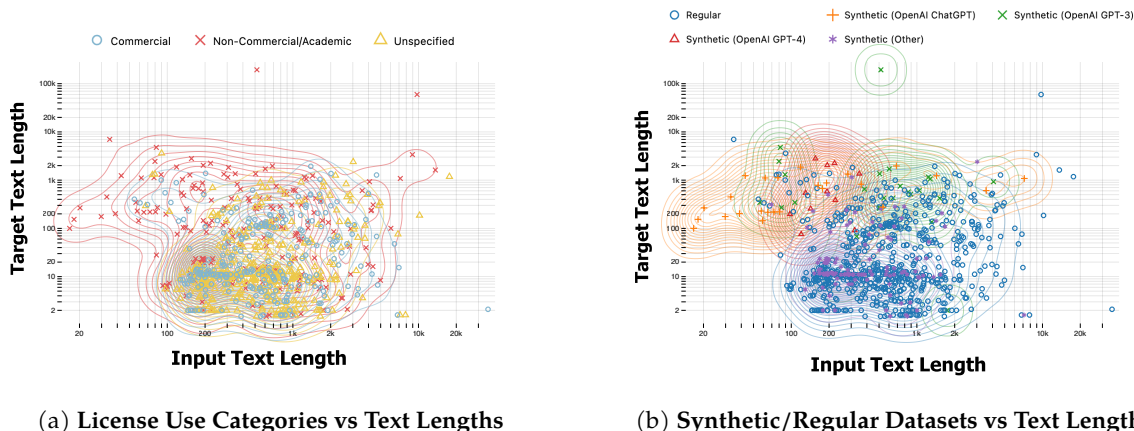 Commercial Non-Commercial/Academic Unspecified
100k
10k
2k
1k
200
100
20
10
2
Target Text Length
20 100 200 1k 2k 10k
Input Text Length
(a) License Use Categories vs Text Lengths
Regular Synthetic (OpenAI ChatGPT) Synthetic (OpenAI GPT-3)
Synthetic (OpenAI GPT-4) Synthetic (Other)
100k
10k
2k
1k
200
100
20
10
2
Target Text Length
20 100 200 1k 2k 10k 20k
Input Text Length
(b) Synthetic/Regular Datasets vs Text Length